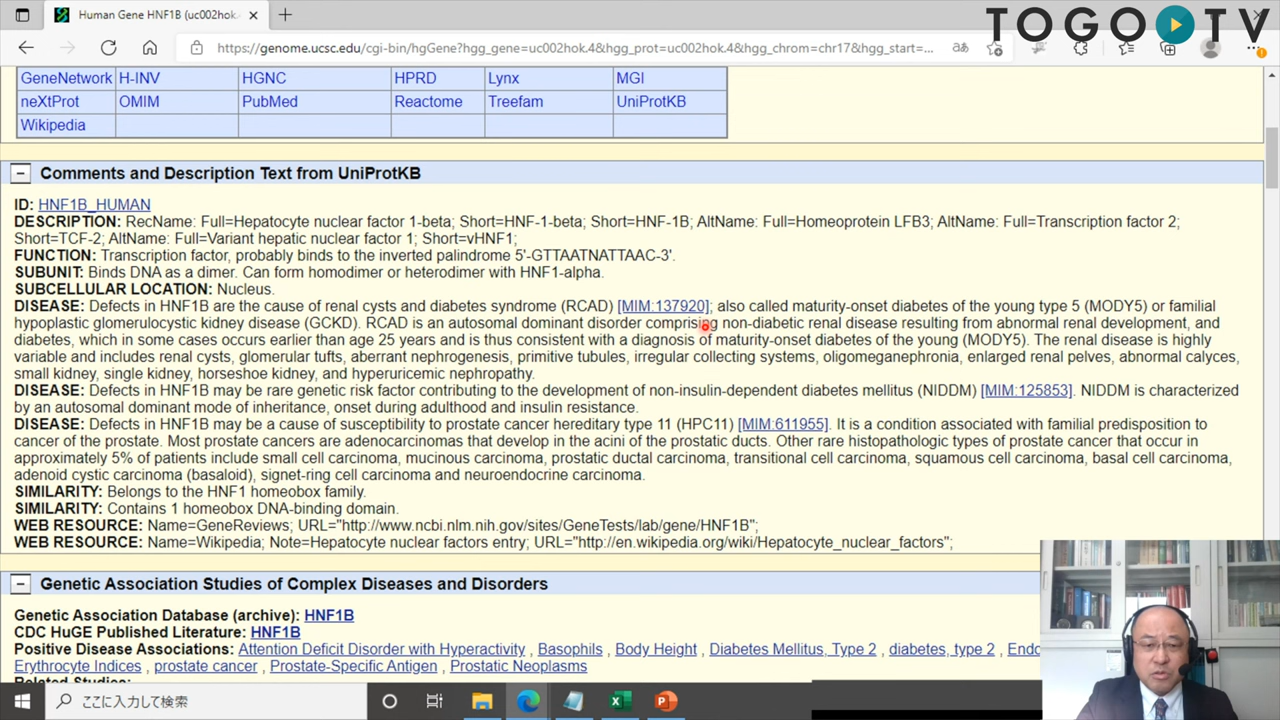 Human Gene HNF1B (uc002hok.
TOGO TV
https://genome.ucsc.edu/cgi-bin/hgGene?hgg_gene=uc002hok.4&hgg_prot=uc002hok.4&hgg_chrom=chr17&hgg_start=...
GeneNetwork H-INV HGNC HPRD Lynx MGI
neXtProt OMIM PubMed Reactome Treefam UniProtKB
Wikipedia
Comments and Description Text from UniProtKB
ID: HNF1B_HUMAN
DESCRIPTION: RecName: Full=Hepatocyte nuclear factor 1-beta; Short=HNF-1-beta; Short=HNF-1B; AltName: Full=Homeoprotein LFB3; AltName: Full=Transcription factor 2;
Short=TCF-2; AltName: Full=Variant hepatic nuclear factor 1; Short=vHNF1;
FUNCTION: Transcription factor, probably binds to the inverted palindrome 5'-GTTAATNATTAAC-3'.
SUBUNIT: Binds DNA as a dimer. Can form homodimer or heterodimer with HNF1-alpha.
SUBCELLULAR LOCATION: Nucleus.
DISEASE: Defects in HNF1B are the cause of renal cysts and diabetes syndrome (RCAD) [MIM:137920]; also called maturity-onset diabetes of the young type 5 (MODY5) or familial
hypoplastic glomerulocystic kidney disease (GCKD). RCAD is an autosomal dominant disorder comprising non-diabetic renal disease resulting from abnormal renal development, and
diabetes, which in some cases occurs earlier than age 25 years and is thus consistent with a diagnosis of maturity-onset diabetes of the young (MODY5). The renal disease is highly
variable and includes renal cysts, glomerular tufts, aberrant nephrogenesis, primitive tubules, irregular collecting systems, oligomeganephronia, enlarged renal pelves, abnormal calyces,
small kidney, single kidney, horseshoe kidney, and hyperuricemic nephropathy.
DISEASE: Defects in HNF1B may be rare genetic risk factor contributing to the development of non-insulin-dependent diabetes mellitus (NIDDM) [MIM:125853]. NIDDM is characterized
by an autosomal dominant mode of inheritance, onset during adulthood and insulin resistance.
DISEASE: Defects in HNF1B may be a cause of susceptibility to prostate cancer hereditary type 11 (HPC11) [MIM:611955]. It is a condition associated with familial predisposition to
cancer of the prostate. Most prostate cancers are adenocarcinomas that develop in the acini of the prostatic ducts. Other rare histopathologic types of prostate cancer that occur in
approximately 5% of patients include small cell carcinoma, mucinous carcinoma, prostatic ductal carcinoma, transitional cell carcinoma, squamous cell carcinoma, basal cell carcinoma,
adenoid cystic carcinoma (basaloid), signet-ring cell carcinoma and neuroendocrine carcinoma.
SIMILARITY: Belongs to the HNF1 homeobox family.
SIMILARITY: Contains 1 homeobox DNA-binding domain.
WEB RESOURCE: Name=GeneReviews; URL="http://www.ncbi.nlm.nih.gov/sites/GeneTests/lab/gene/HNF1B";
WEB RESOURCE: Name=Wikipedia; Note=Hepatocyte nuclear factors entry; URL="http://en.wikipedia.org/wiki/Hepatocyte_nuclear_factors";
Genetic Association Studies of Complex Diseases and Disorders
Genetic Association Database (archive): HNF1B
CDC HuGE Published Literature: HNF1B
Positive Disease Associations: Attention Deficit Disorder with Hyperactivity , Basophils , Body Height , Diabetes Mellitus, Type 2 , diabetes, type 2 , Endo
Erythrocyte Indices , prostate cancer , Prostate-Specific Antigen , Prostatic Neoplasms
ここに入力して検索